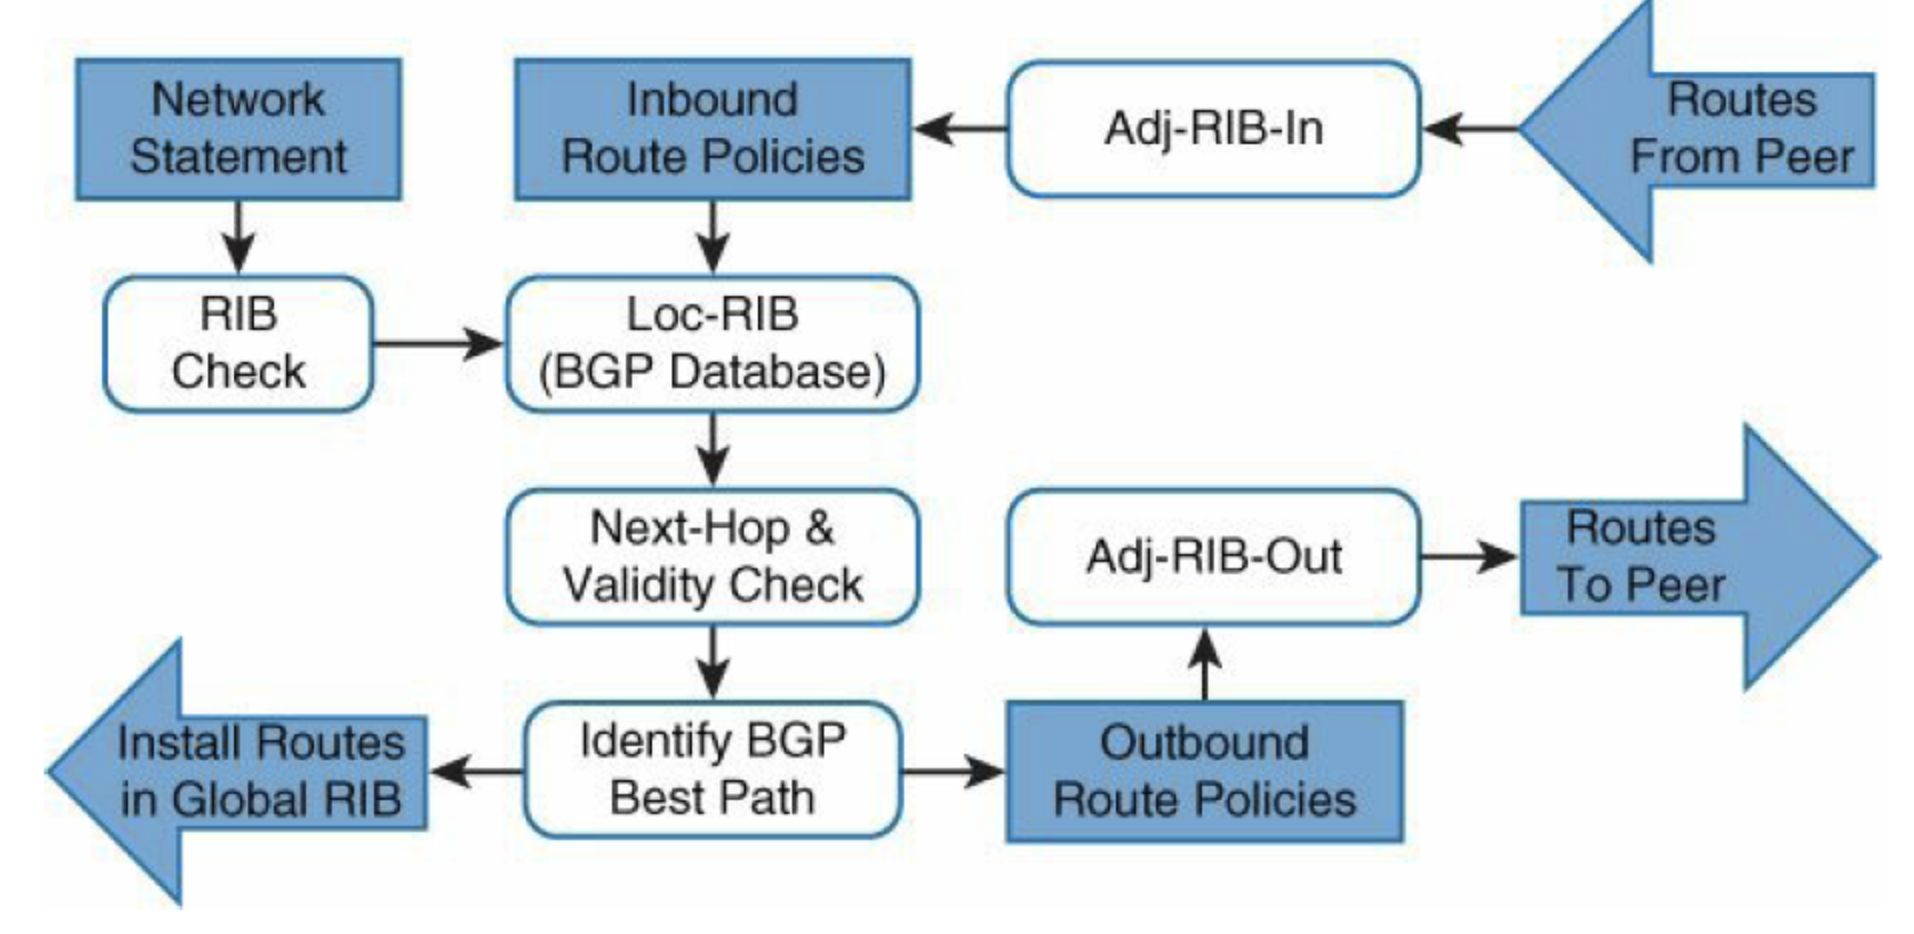 Network
Statement
Inbound
Route Policies
Adj-RIB-In
Routes
From Peer
RIB
Check
Loc-RIB
(BGP Database)
Next-Hop &
Validity Check
Adj-RIB-Out
Routes
To Peer
Install Routes
in Global RIB
Identify BGP
Best Path
Outbound
Route Policies